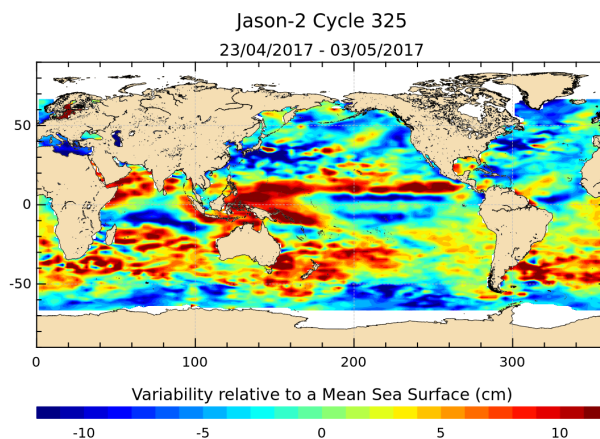 Jason-2 Cycle 325
23/04/2017 - 03/05/2017
50
0
-50
0 100 200 300
Variability relative to a Mean Sea Surface (cm)
-10 -5 0 5 10